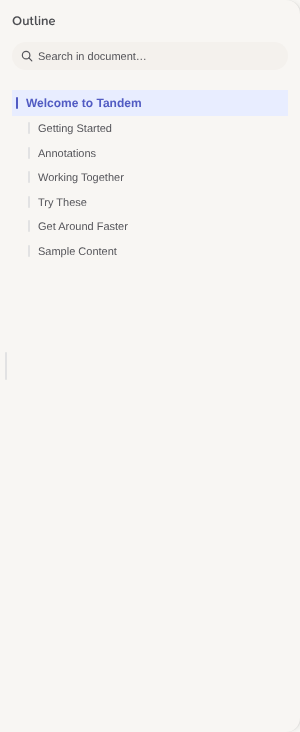 Outline
Search in document…
Welcome to Tandem
Getting Started
Annotations
Working Together
Try These
Get Around Faster
Sample Content